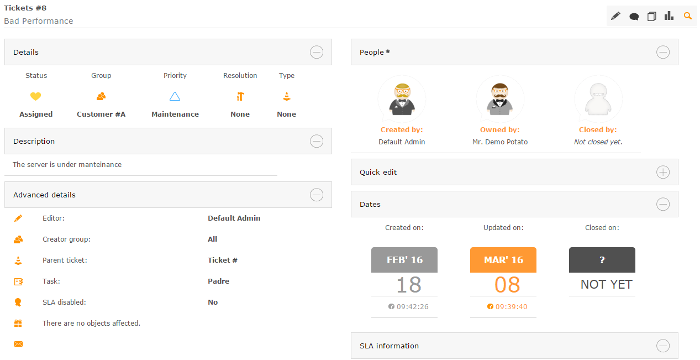 Tickets #8
Bad Performance
Details
Status Group Priority Resolution Type
Assigned Customer #A Maintenance None None
Description
The server is under manteinance
Advanced details
Editor: Default Admin
Creator group: All
Parent ticket: Ticket #
Task: Padre
SLA disabled: No
There are no objects affected.
People *
Created by: Owned by: Closed by:
Default Admin Mr. Demo Potato Not closed yet.
Quick edit
Dates
Created on: Updated on: Closed on:
FEB' 16 MAR' 16 ?
18 08 NOT YET
09:42:26 09:39:40
SLA information